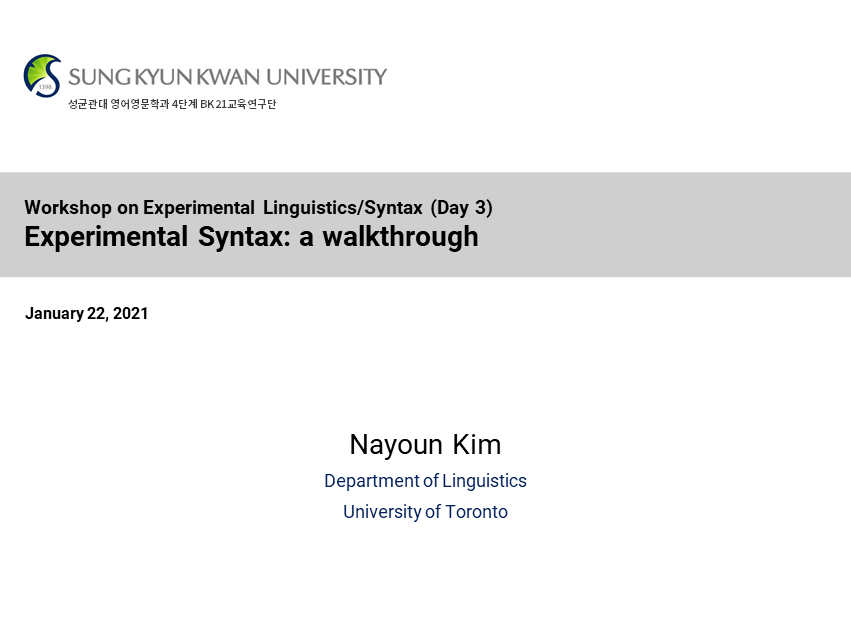 SUNG KYUN KWAN UNIVERSITY
1398
성균관대 영어영문학과 4단계 BK21교육연구단
Workshop on Experimental Linguistics/Syntax (Day 3)
Experimental Syntax: a walkthrough
January 22, 2021
Nayoun Kim
Department of Linguistics
University of Toronto